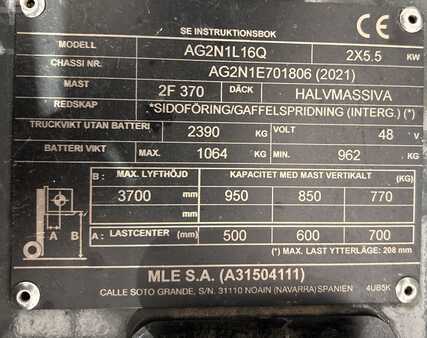 SE INSTRUKTIONSBOK
CE
MODELL AG2N1L16Q 2X5.5 KW
CHASSI NR. AG2N1E701806 (2021)
MAST 2F 370 DÄCK HALVMASSIVA
REDSKAP *SIDOFÖRING/GAFFELSPRIDNING (INTERG.) (*)
TRUCKVIKT UTAN BATTERI 2390 KG VOLT 48 V
BATTERI VIKT MAX. 1064 KG MIN. 962 KG
B : MAX. LYFTHÖJD KAPACITET MED MAST VERTIKALT (KG)
3700 mm 950 850 770
A : LASTCENTER (mm) 500 600 700
A B
(*) MAX. LAST YTTERLÄGE: 208 mm
MLE S.A. (A31504111)
CALLE SOTO GRANDE, S/N. 31110 NOAIN (NAVARRA) SPANIEN 4UB5K